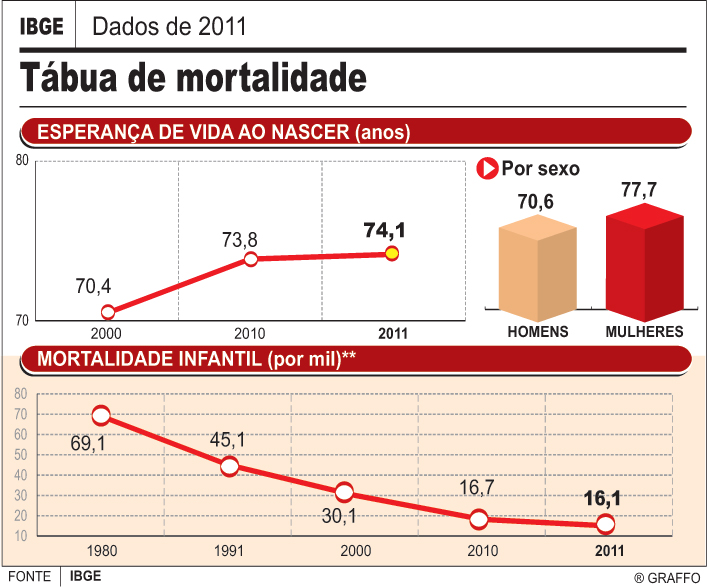 IBGE Dados de 2011
Tábua de mortalidade
ESPERANÇA DE VIDA AO NASCER (anos)
80
70
70,4
73,8
74,1
2000 2010 2011
Por sexo
70,6 77,7
HOMENS MULHERES
MORTALIDADE INFANTIL (por mil)**
80
70
60
50
40
30
20
10
69,1
45,1
30,1
16,7
16,1
1980 1991 2000 2010 2011
FONTE IBGE
® GRAFFO